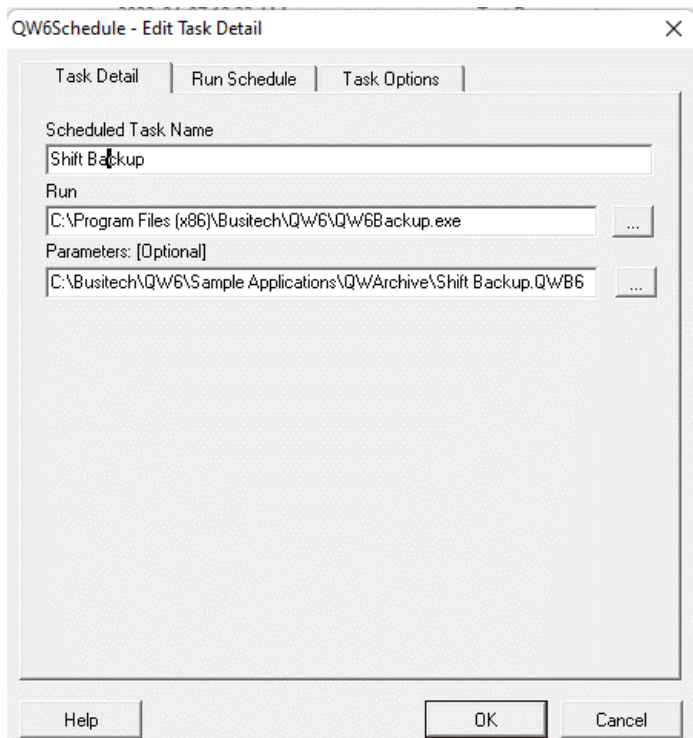 QW6Schedule - Edit Task Detail
Task Detail
Run Schedule
Task Options
Scheduled Task Name
Shift Backup
Run
C:\Program Files (x86)\Busitech\QW6\QW6Backup.exe
...
Parameters: [Optional]
C:\Busitech\QW6\Sample Applications\QWArchive\Shift Backup.QWB6
...
Help
OK
Cancel